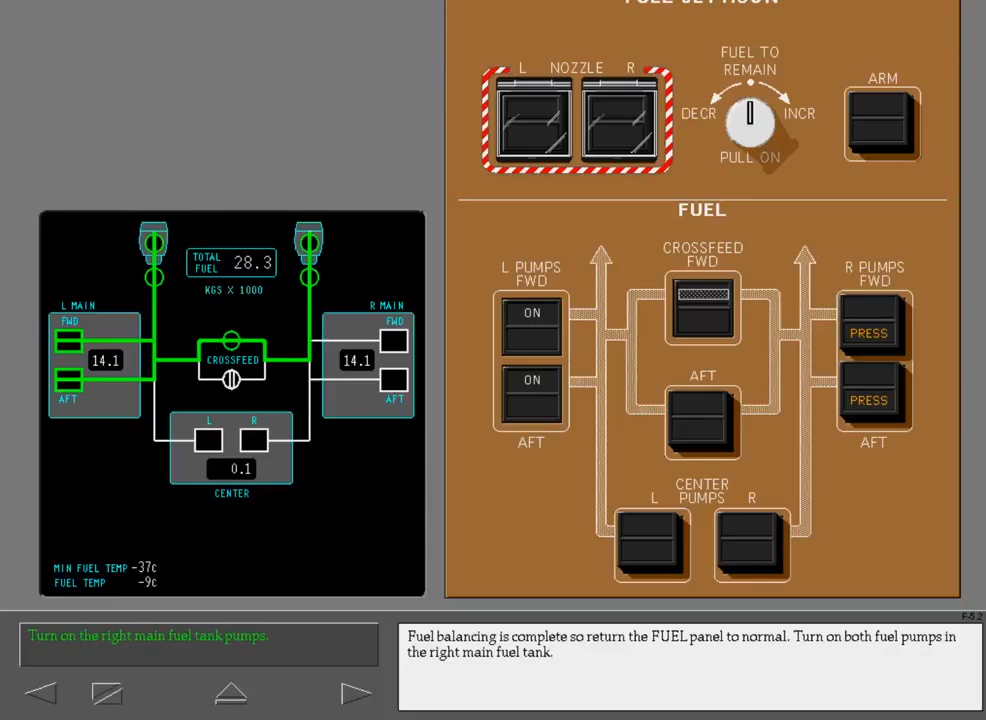 FUEL JETTISON
L NOZZLE R
FUEL TO
REMAIN
DECR
INCR
PULL ON
ARM
FUEL
TOTAL
FUEL
28.3
KGS X 1000
L MAIN
R MAIN
FWD
FWD
14.1
CROSSFEED
14.1
AFT
AFT
L
R
0.1
CENTER
MIN FUEL TEMP -37c
FUEL TEMP -9c
L PUMPS
FWD
ON
ON
AFT
CROSSFEED
FWD
AFT
R PUMPS
FWD
PRESS
PRESS
AFT
CENTER
L PUMPS R
F-5.2
Turn on the right main fuel tank pumps.
Fuel balancing is complete so return the FUEL panel to normal. Turn on both fuel pumps in
the right main fuel tank.